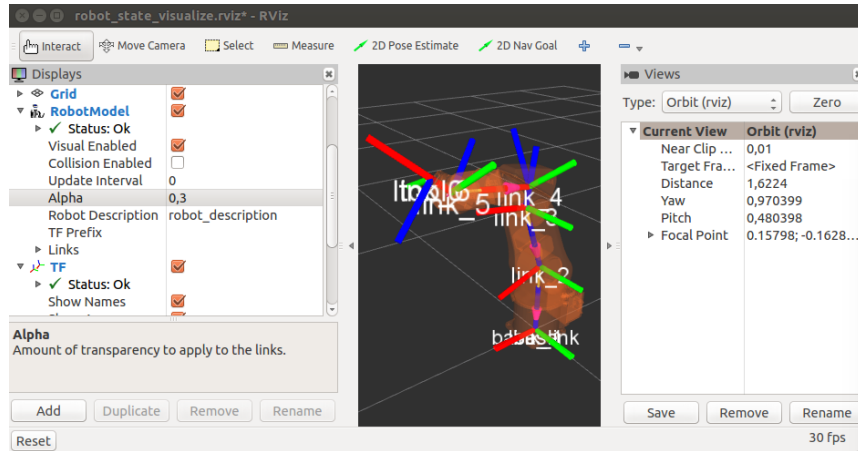 robot_state_visualize.rviz* - RViz
Interact Move Camera Select Measure 2D Pose Estimate 2D Nav Goal
Displays
Grid
RobotModel
Status: Ok
Visual Enabled
Collision Enabled
Update Interval 0
Alpha 0,3
Robot Description robot_description
TF Prefix
Links
TF
Status: Ok
Show Names
Alpha
Amount of transparency to apply to the links.
Add Duplicate Remove Rename
Reset
link_4
link_3
link_2
Views
Type: Orbit (rviz) Zero
Current View Orbit (rviz)
Near Clip ... 0,01
Target Fra... <Fixed Frame>
Distance 1,6224
Yaw 0,970399
Pitch 0,480398
Focal Point 0.15798; -0.1628...
Save Remove Rename
30 fps